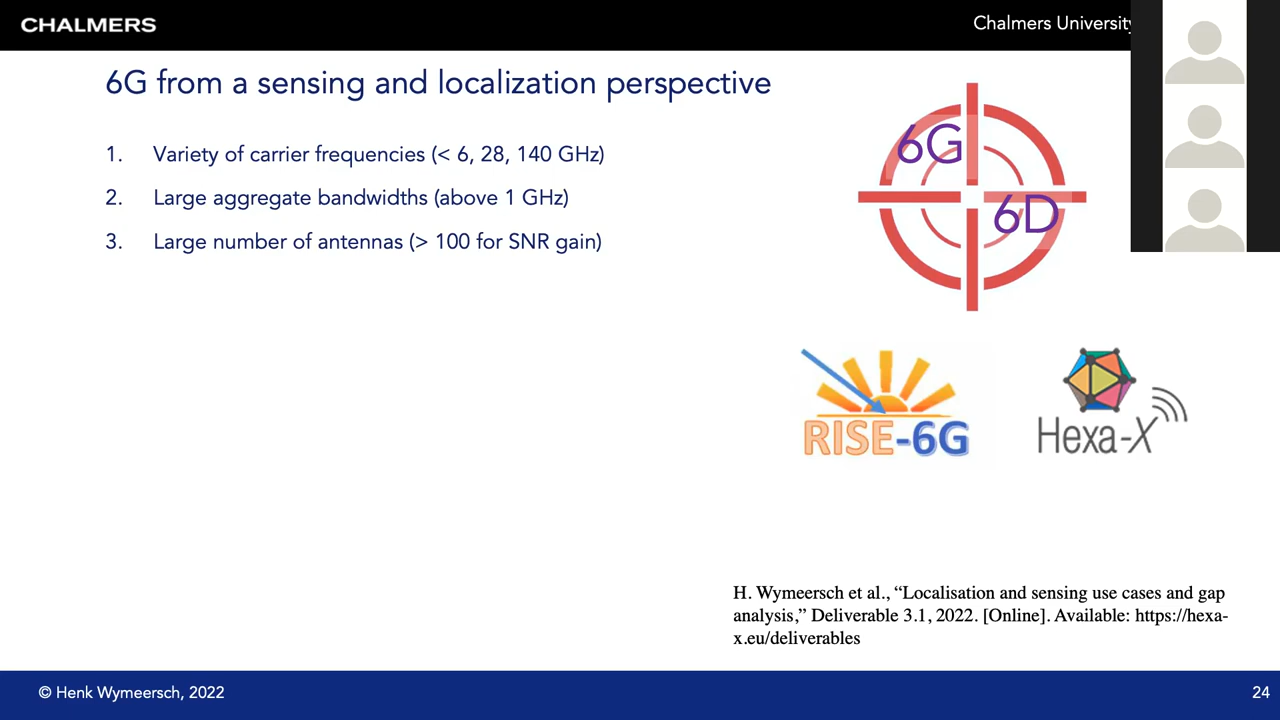 CHALMERS
Chalmers University
6G from a sensing and localization perspective
1. Variety of carrier frequencies (< 6, 28, 140 GHz)
2. Large aggregate bandwidths (above 1 GHz)
3. Large number of antennas (> 100 for SNR gain)
6G
6D
RISE-6G
Hexa-X
H. Wymeersch et al., “Localisation and sensing use cases and gap
analysis,” Deliverable 3.1, 2022. [Online]. Available: https://hexa-
x.eu/deliverables
© Henk Wymeersch, 2022
24